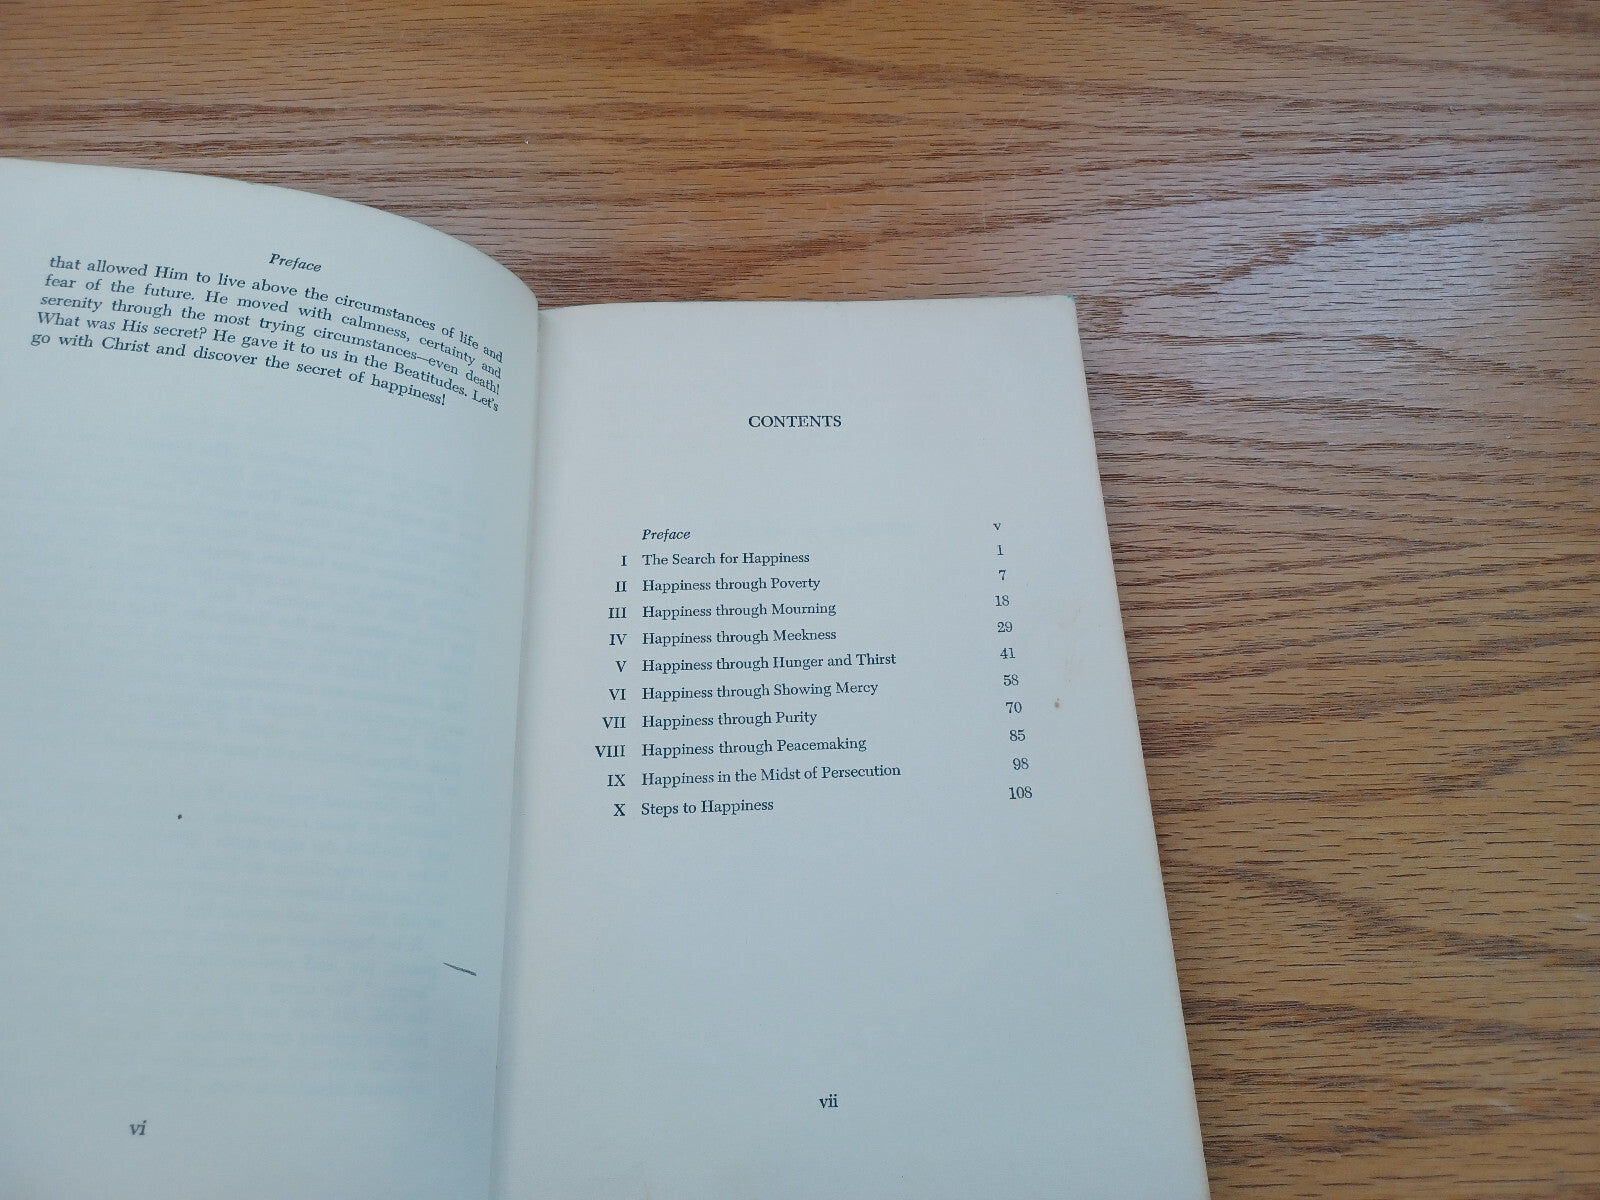 Preface
that allowed Him to live above the circumstances of life and
fear of the future. He moved with calmness, certainty and
serenity through the most trying circumstances—even death!
What was His secret? He gave it to us in the Beatitudes. Let's
go with Christ and discover the secret of happiness!
vi
CONTENTS
Preface v
I The Search for Happiness 1
II Happiness through Poverty 7
III Happiness through Mourning 18
IV Happiness through Meekness 29
V Happiness through Hunger and Thirst 41
VI Happiness through Showing Mercy 58
VII Happiness through Purity 70
VIII Happiness through Peacemaking 85
IX Happiness in the Midst of Persecution 98
X Steps to Happiness 108
vii